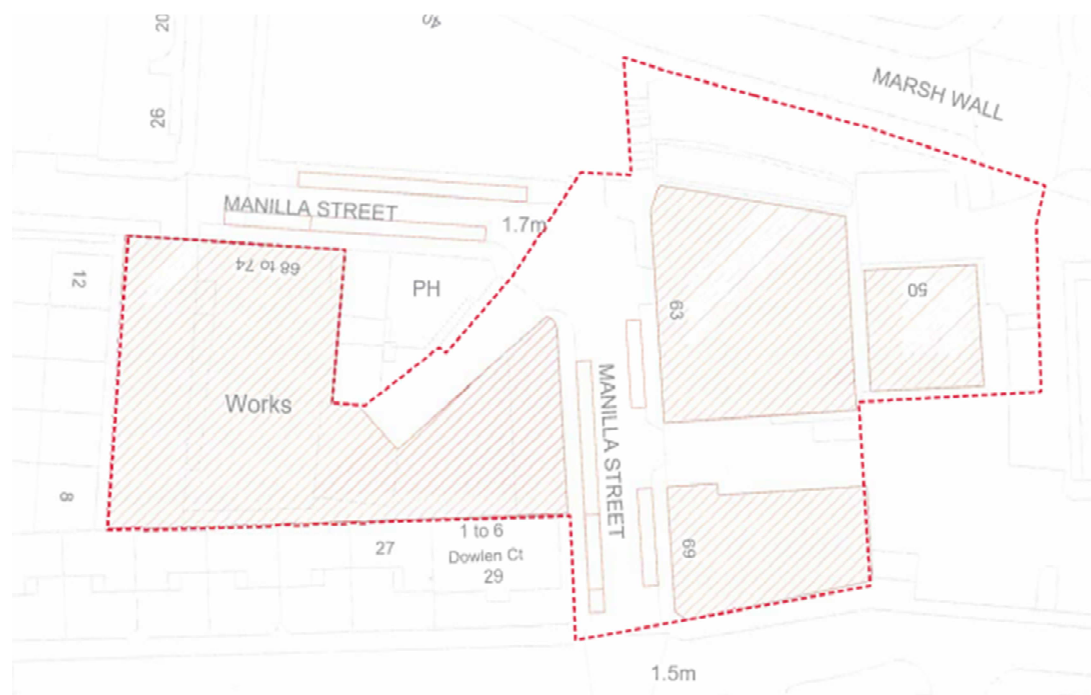 20
40
26
MARSH WALL
MANILLA STREET
1.7m
68 to 74
12
PH
63
50
Works
MANILLA STREET
8
1 to 6
27
Dowlen Ct
29
69
1.5m